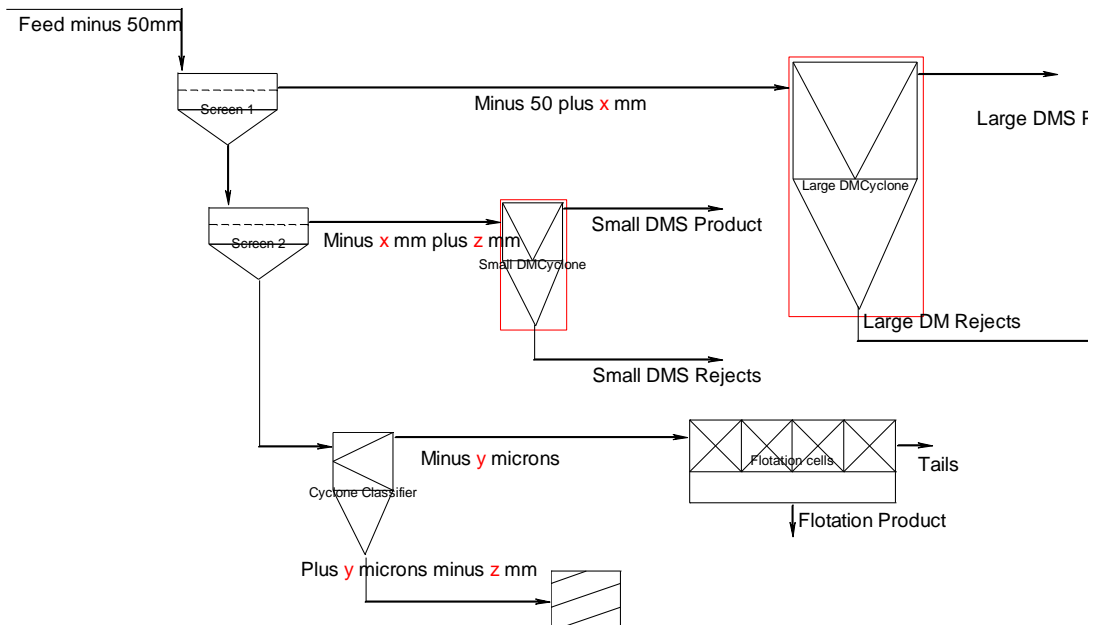 Feed minus 50mm
Screen 1
Minus 50 plus x mm
Large DMS
Large DMCyclone
Screen 2
Minus x mm plus z mm
Small DMS Product
Small DMCyclone
Large DM Rejects
Small DMS Rejects
Minus y microns
Flotation cells
Tails
Cyclone Classifier
Flotation Product
Plus y microns minus z mm